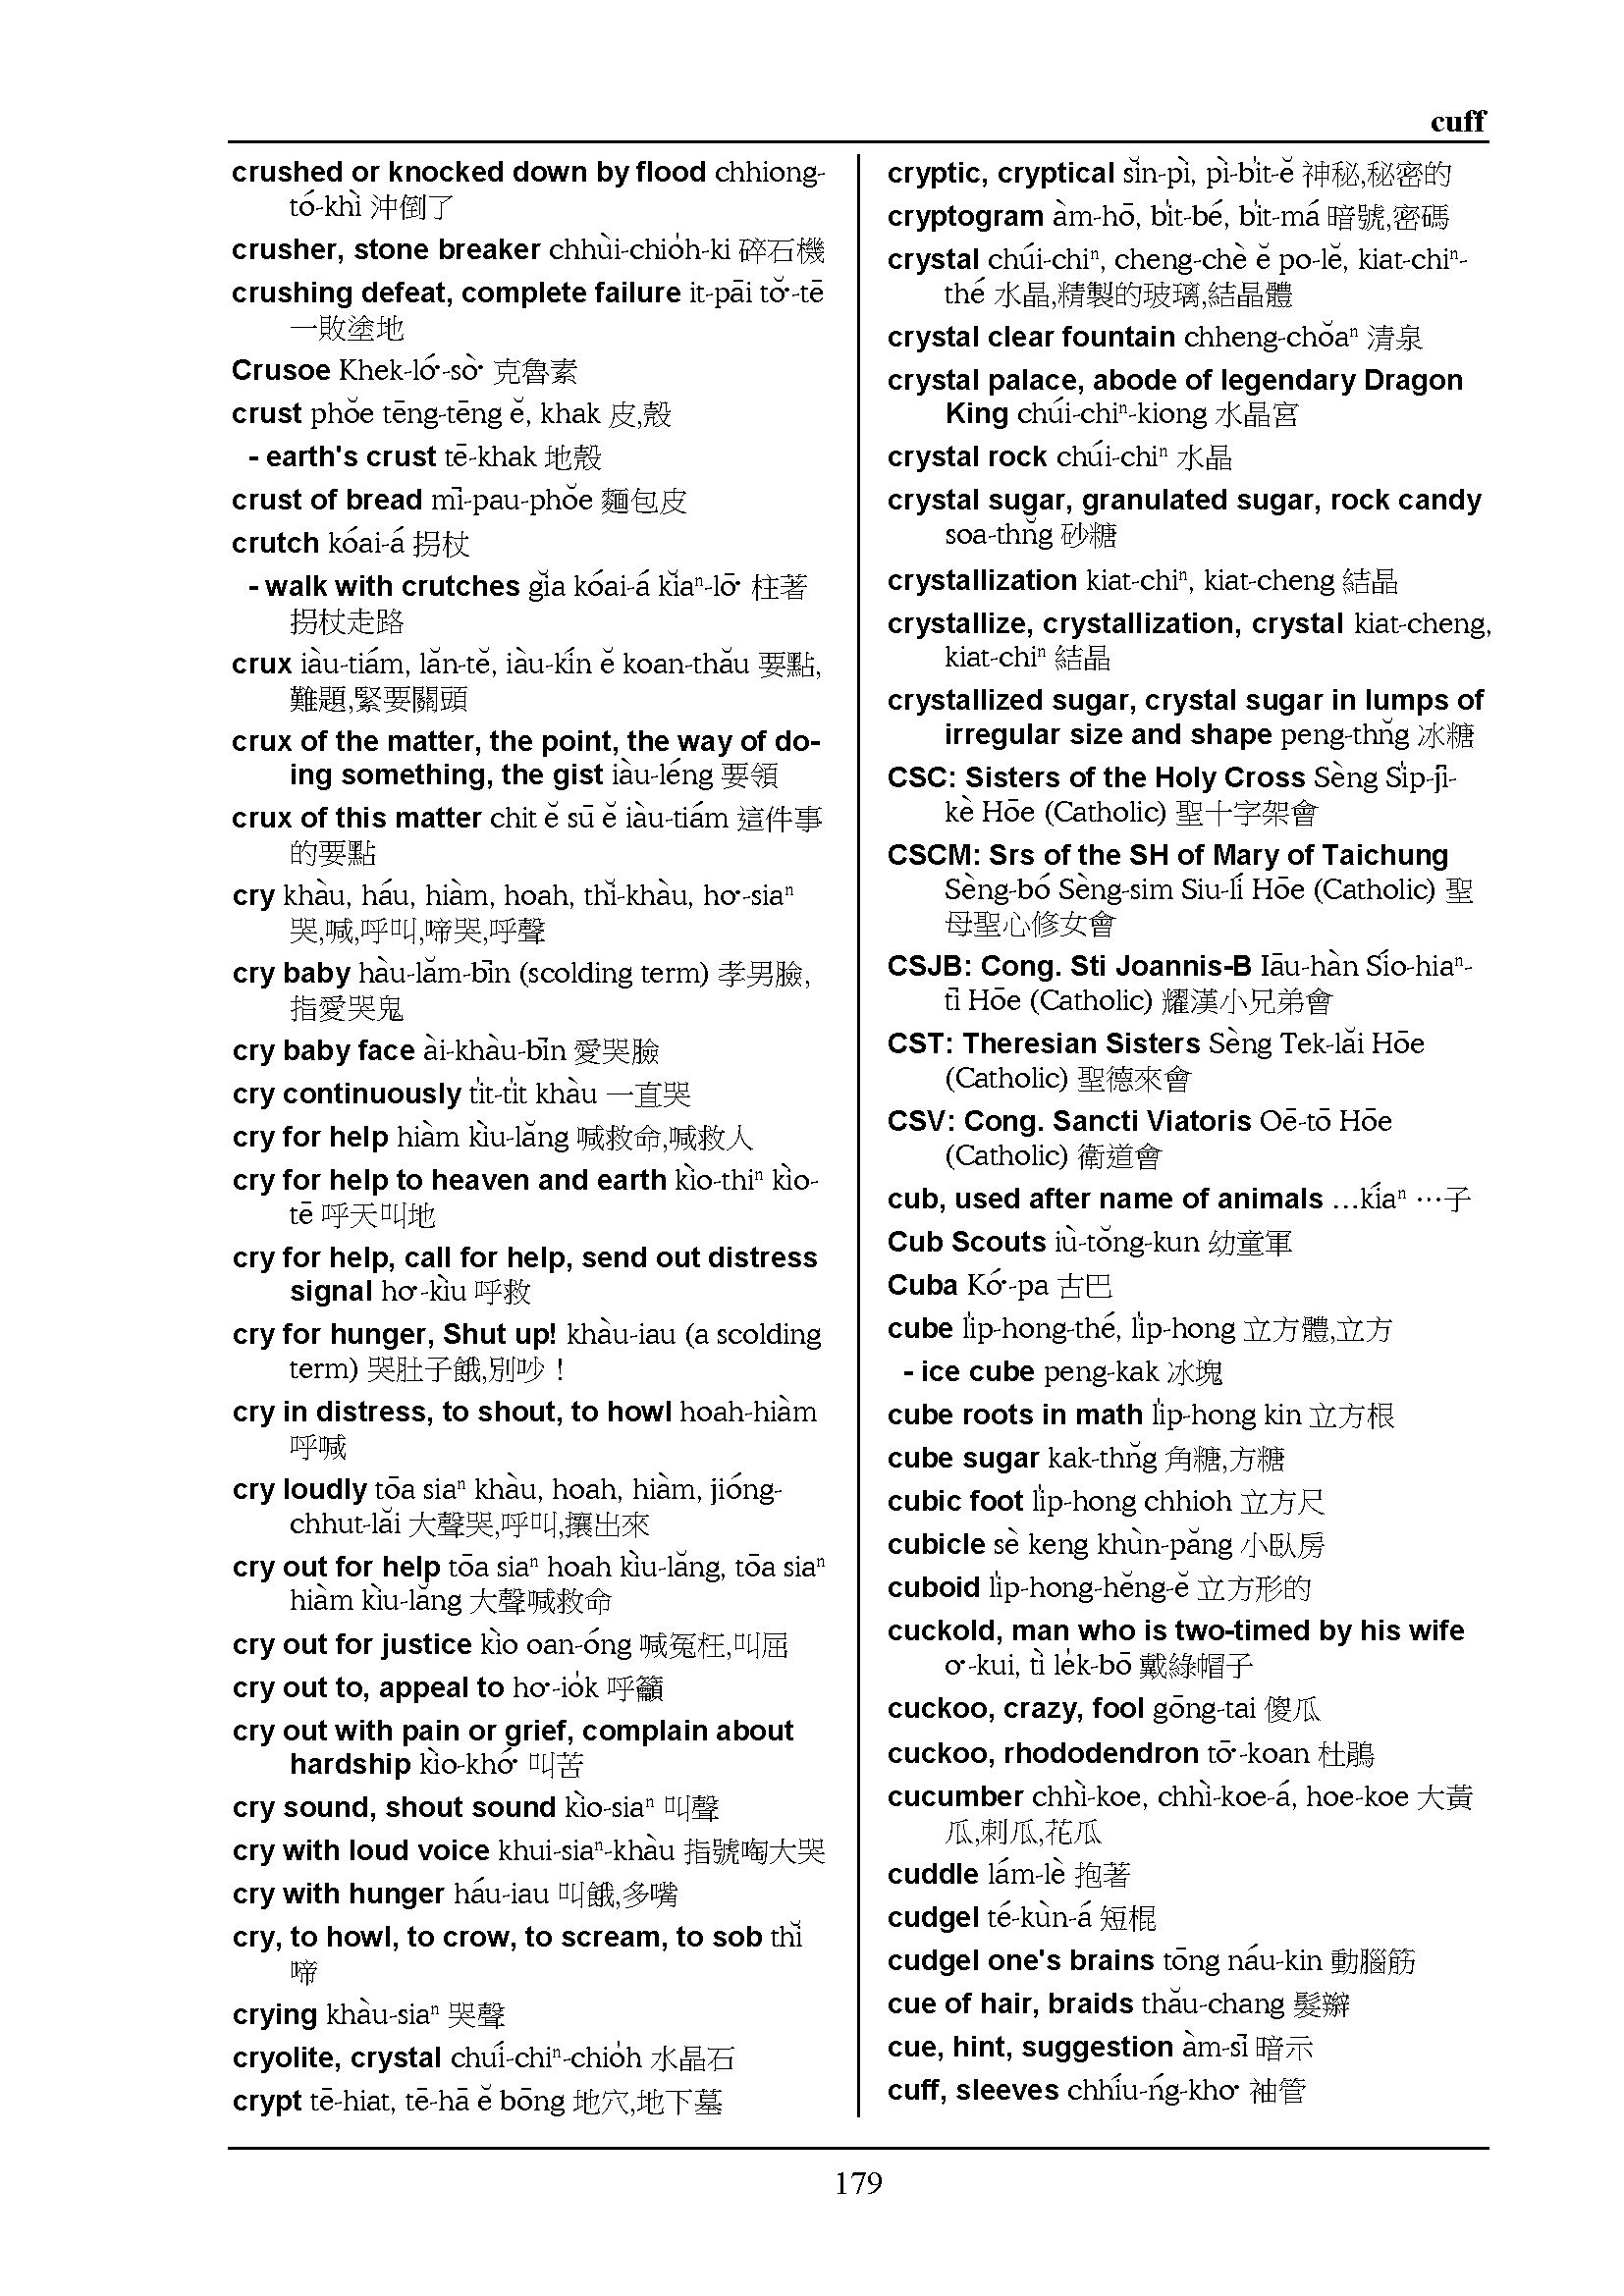 cuff
crushed or knocked down by flood chhiong-
tó-khì 沖倒了
crusher, stone breaker chhùi-chio̍h-ki 碎石機
crushing defeat, complete failure it-pāi tŏ͘-tē
一敗塗地
Crusoe Khek-ló͘-sò͘ 克魯素
crust phŏe tēng-tēng ĕ, khak 皮,殼
- earth's crust tē-khak 地殼
crust of bread mī-pau-phŏe 麵包皮
crutch kóai-á 拐杖
- walk with crutches gĭa kóai-á kĭaⁿ-lō͘ 柱著
拐杖走路
crux iàu-tiám, lăn-tĕ, iàu-kín ĕ koan-thău 要點,
難題,緊要關頭
crux of the matter, the point, the way of do-
ing something, the gist iàu-léng 要領
crux of this matter chit ĕ sū ĕ iàu-tiám 這件事
的要點
cry khàu, háu, hiàm, hoah, thĭ-khàu, ho͘-siaⁿ
哭,喊,呼叫,啼哭,呼聲
cry baby hàu-lăm-bīn (scolding term) 孝男臉,
指愛哭鬼
cry baby face ài-khàu-bīn 愛哭臉
cry continuously ti̍t-ti̍t khàu 一直哭
cry for help hiàm kìu-lăng 喊救命,喊救人
cry for help to heaven and earth kìo-thiⁿ kìo-
tē 呼天叫地
cry for help, call for help, send out distress
signal ho͘-kìu 呼救
cry for hunger, Shut up! khàu-iau (a scolding
term) 哭肚子餓,別吵！
cry in distress, to shout, to howl hoah-hiàm
呼喊
cry loudly tōa siaⁿ khàu, hoah, hiàm, jióng-
chhut-lăi 大聲哭,呼叫,攘出來
cry out for help tōa siaⁿ hoah kìu-lăng, tōa siaⁿ
hiàm kìu-lăng 大聲喊救命
cry out for justice kìo oan-óng 喊冤枉,叫屈
cry out to, appeal to ho͘-io̍k 呼籲
cry out with pain or grief, complain about
hardship kìo-khó͘ 叫苦
cry sound, shout sound kìo-siaⁿ 叫聲
cry with loud voice khui-siaⁿ-khàu 指號啕大哭
cry with hunger háu-iau 叫餓,多嘴
cry, to howl, to crow, to scream, to sob thĭ
啼
crying khàu-siaⁿ 哭聲
cryolite, crystal chuí-chiⁿ-chio̍h 水晶石
crypt tē-hiat, tē-hā ĕ bōng 地穴,地下墓
cryptic, cryptical sĭn-pì, pì-bi̍t-ĕ 神秘,秘密的
cryptogram àm-hō, bi̍t-bé, bi̍t-má 暗號,密碼
crystal chúi-chiⁿ, cheng-chè ĕ po-lĕ, kiat-chiⁿ-
thé 水晶,精製的玻璃,結晶體
crystal clear fountain chheng-chŏaⁿ 清泉
crystal palace, abode of legendary Dragon
King chúi-chiⁿ-kiong 水晶宮
crystal rock chúi-chiⁿ 水晶
crystal sugar, granulated sugar, rock candy
soa-thn̆g 砂糖
crystallization kiat-chiⁿ, kiat-cheng 結晶
crystallize, crystallization, crystal kiat-cheng,
kiat-chiⁿ 結晶
crystallized sugar, crystal sugar in lumps of
irregular size and shape peng-thn̆g 冰糖
CSC: Sisters of the Holy Cross Sèng Si̍p-jī-
kè Hōe (Catholic) 聖十字架會
CSCM: Srs of the SH of Mary of Taichung
Sèng-bó Sèng-sim Siu-lí Hōe (Catholic) 聖
母聖心修女會
CSJB: Cong. Sti Joannis-B Iāu-hàn Sío-hiaⁿ-
tī Hōe (Catholic) 耀漢小兄弟會
CST: Theresian Sisters Sèng Tek-lăi Hōe
(Catholic) 聖德來會
CSV: Cong. Sancti Viatoris Oē-tō Hōe
(Catholic) 衛道會
cub, used after name of animals ...kíaⁿ …子
Cub Scouts iù-tŏng-kun 幼童軍
Cuba Kó͘-pa 古巴
cube li̍p-hong-thé, li̍p-hong 立方體,立方
- ice cube peng-kak 冰塊
cube roots in math li̍p-hong kin 立方根
cube sugar kak-thn̆g 角糖,方糖
cubic foot li̍p-hong chhioh 立方尺
cubicle sè keng khùn-păng 小臥房
cuboid li̍p-hong-hĕng-ĕ 立方形的
cuckold, man who is two-timed by his wife
o͘-kui, tì le̍k-bō 戴綠帽子
cuckoo, crazy, fool gōng-tai 傻瓜
cuckoo, rhododendron tō͘-koan 杜鵑
cucumber chhì-koe, chhì-koe-á, hoe-koe 大黃
瓜,刺瓜,花瓜
cuddle lám-lè 抱著
cudgel té-kùn-á 短棍
cudgel one's brains tōng náu-kin 動腦筋
cue of hair, braids thău-chang 髮辮
cue, hint, suggestion àm-sī 暗示
cuff, sleeves chhíu-ńg-kho͘ 袖管
179